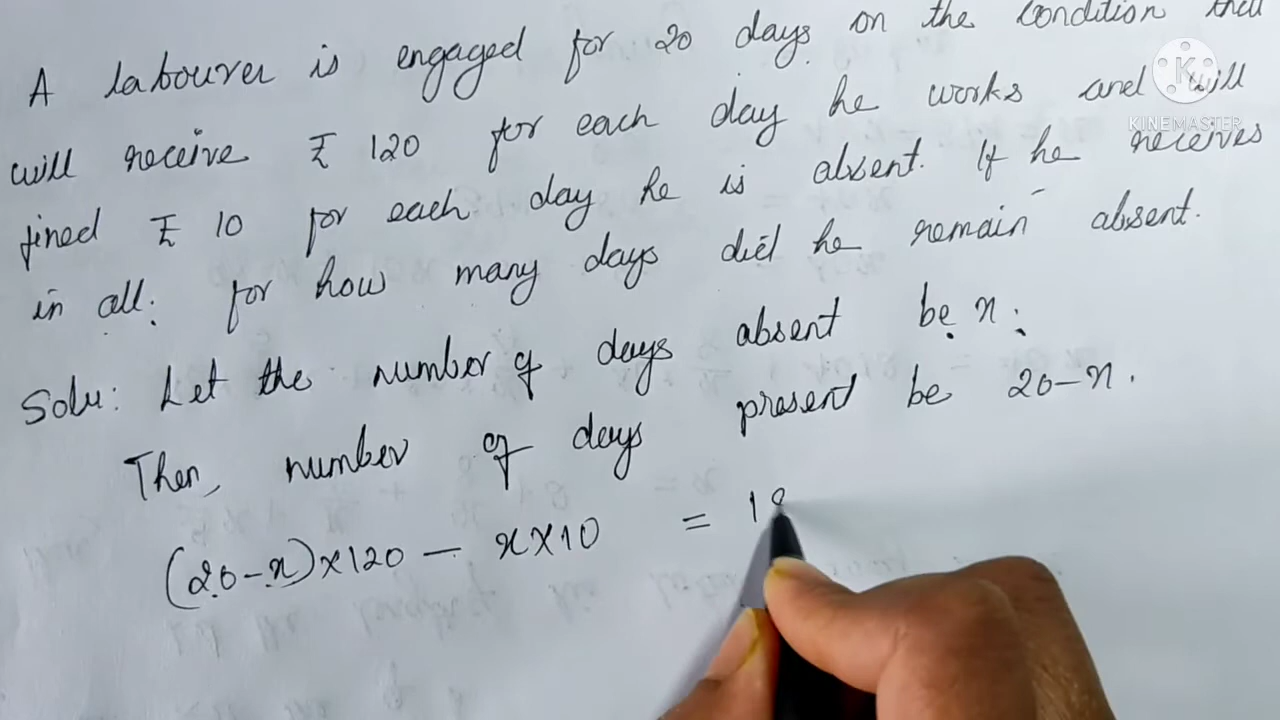 A labourer is engaged for 20 days on the condition that
will receive ₹ 120 for each day he works and will
KINEMASTER
fined ₹ 10 for each day he is absent. If he receives
in all. for how many days did he remain absent.
Solu: Let the number of days absent be x.
Then, number of days present be 20-x.
(20-x)×120 - x×10 = 18